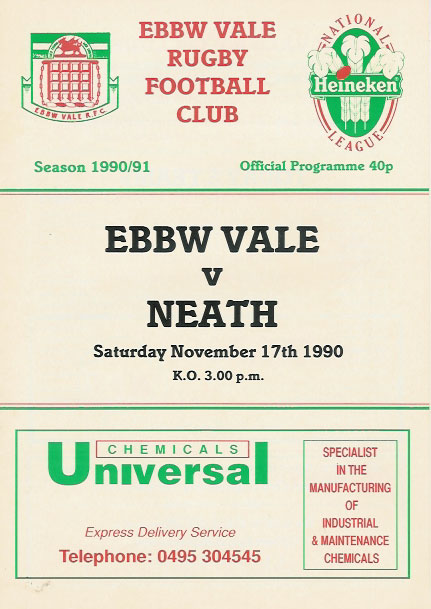 EBBW VALE
RUGBY
FOOTBALL
CLUB
EBBW VALE R.F.C.
NATIONAL
Heineken
LEAGUE
Season 1990/91
Official Programme 40p
EBBW VALE
v
NEATH
Saturday November 17th 1990
K.O. 3.00 p.m.
CHEMICALS
Universal
Express Delivery Service
Telephone: 0495 304545
SPECIALIST
IN THE
MANUFACTURING
OF
INDUSTRIAL
& MAINTENANCE
CHEMICALS